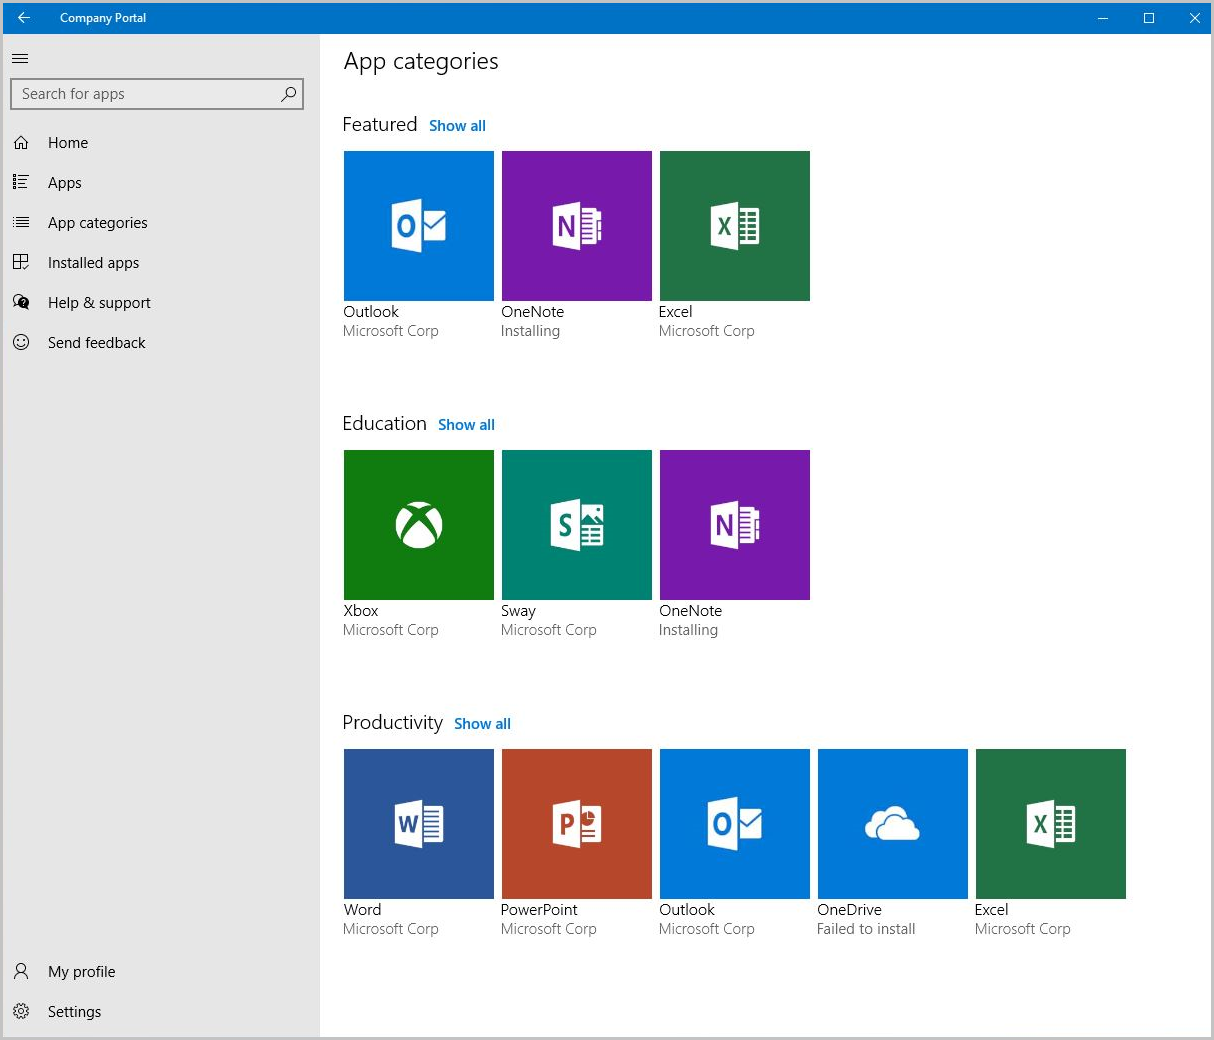 Company Portal
Search for apps
Home
Apps
App categories
Installed apps
Help & support
Send feedback
My profile
Settings
App categories
Featured Show all
Outlook OneNote Excel
Microsoft Corp Installing Microsoft Corp
Education Show all
Xbox Sway OneNote
Microsoft Corp Microsoft Corp Installing
Productivity Show all
Word PowerPoint Outlook OneDrive Excel
Microsoft Corp Microsoft Corp Microsoft Corp Failed to install Microsoft Corp